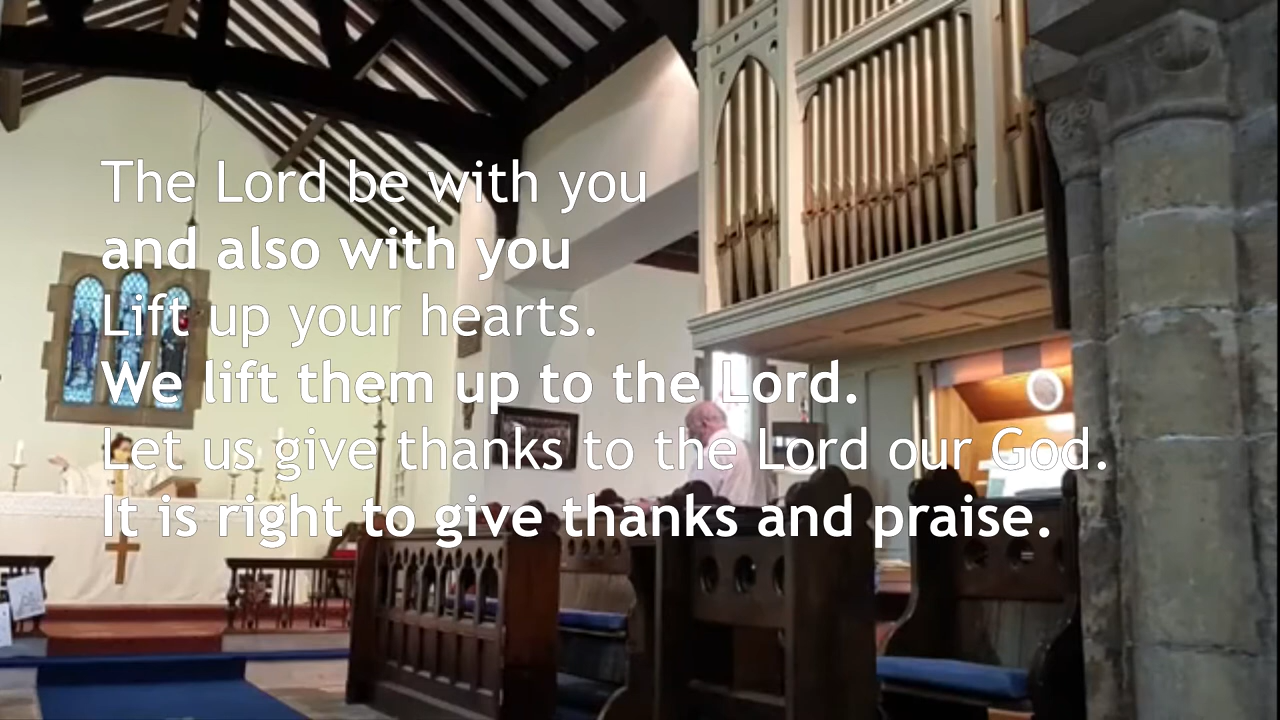 The Lord be with you
and also with you
Lift up your hearts.
We lift them up to the Lord.
Let us give thanks to the Lord our God.
It is right to give thanks and praise.